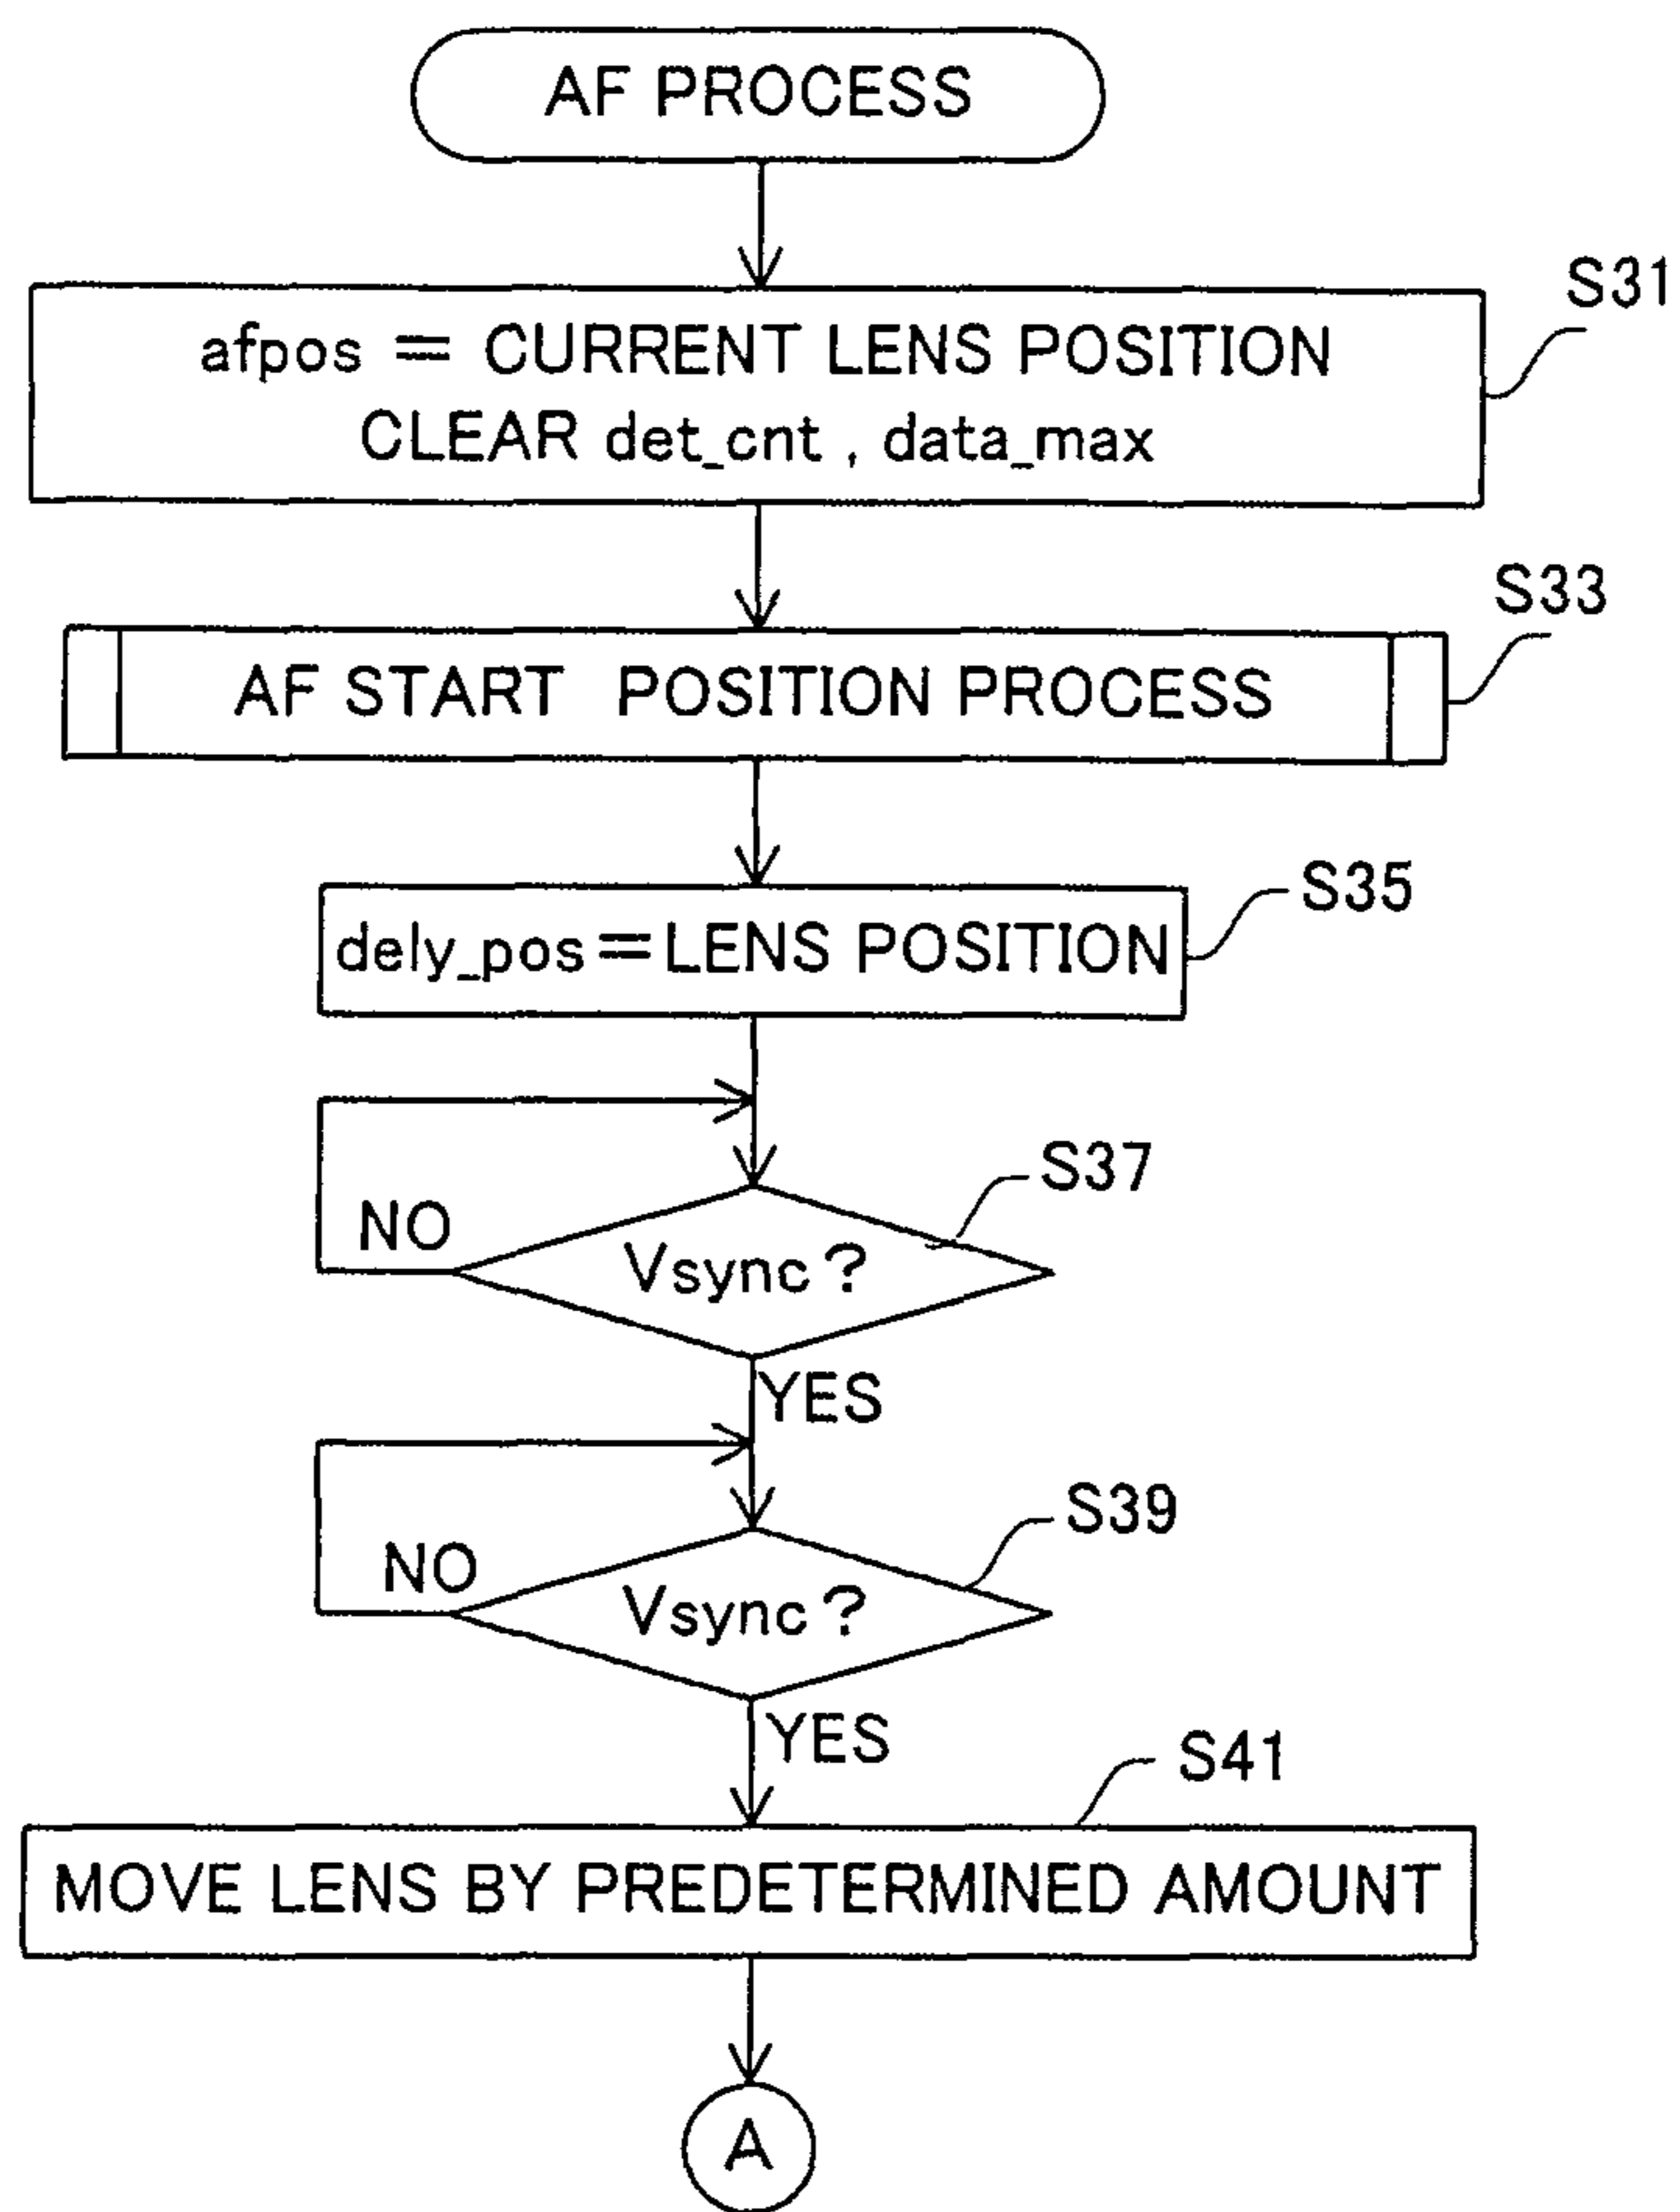 AF PROCESS
S31
afpos = CURRENT LENS POSITION
CLEAR det_cnt , data_max
S33
AF START POSITION PROCESS
S35
dely_pos = LENS POSITION
S37
NO
Vsync ?
YES
S39
NO
Vsync ?
YES
S41
MOVE LENS BY PREDETERMINED AMOUNT
A